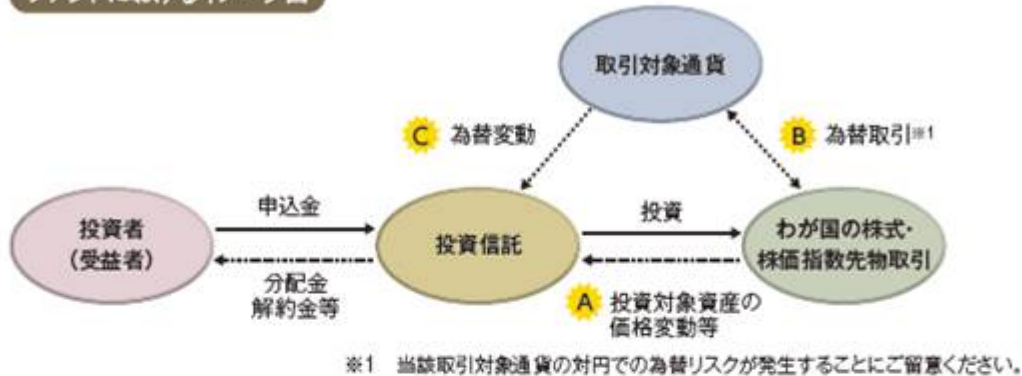 取引対象通貨
C 為替変動
B 為替取引※1
申込金
投資
投資者
(受益者)
投資信託
わが国の株式・
株価指数先物取引
分配金
解約金等
A 投資対象資産の
価格変動等
※1 当該取引対象通貨の対円での為替リスクが発生することにご留意ください。